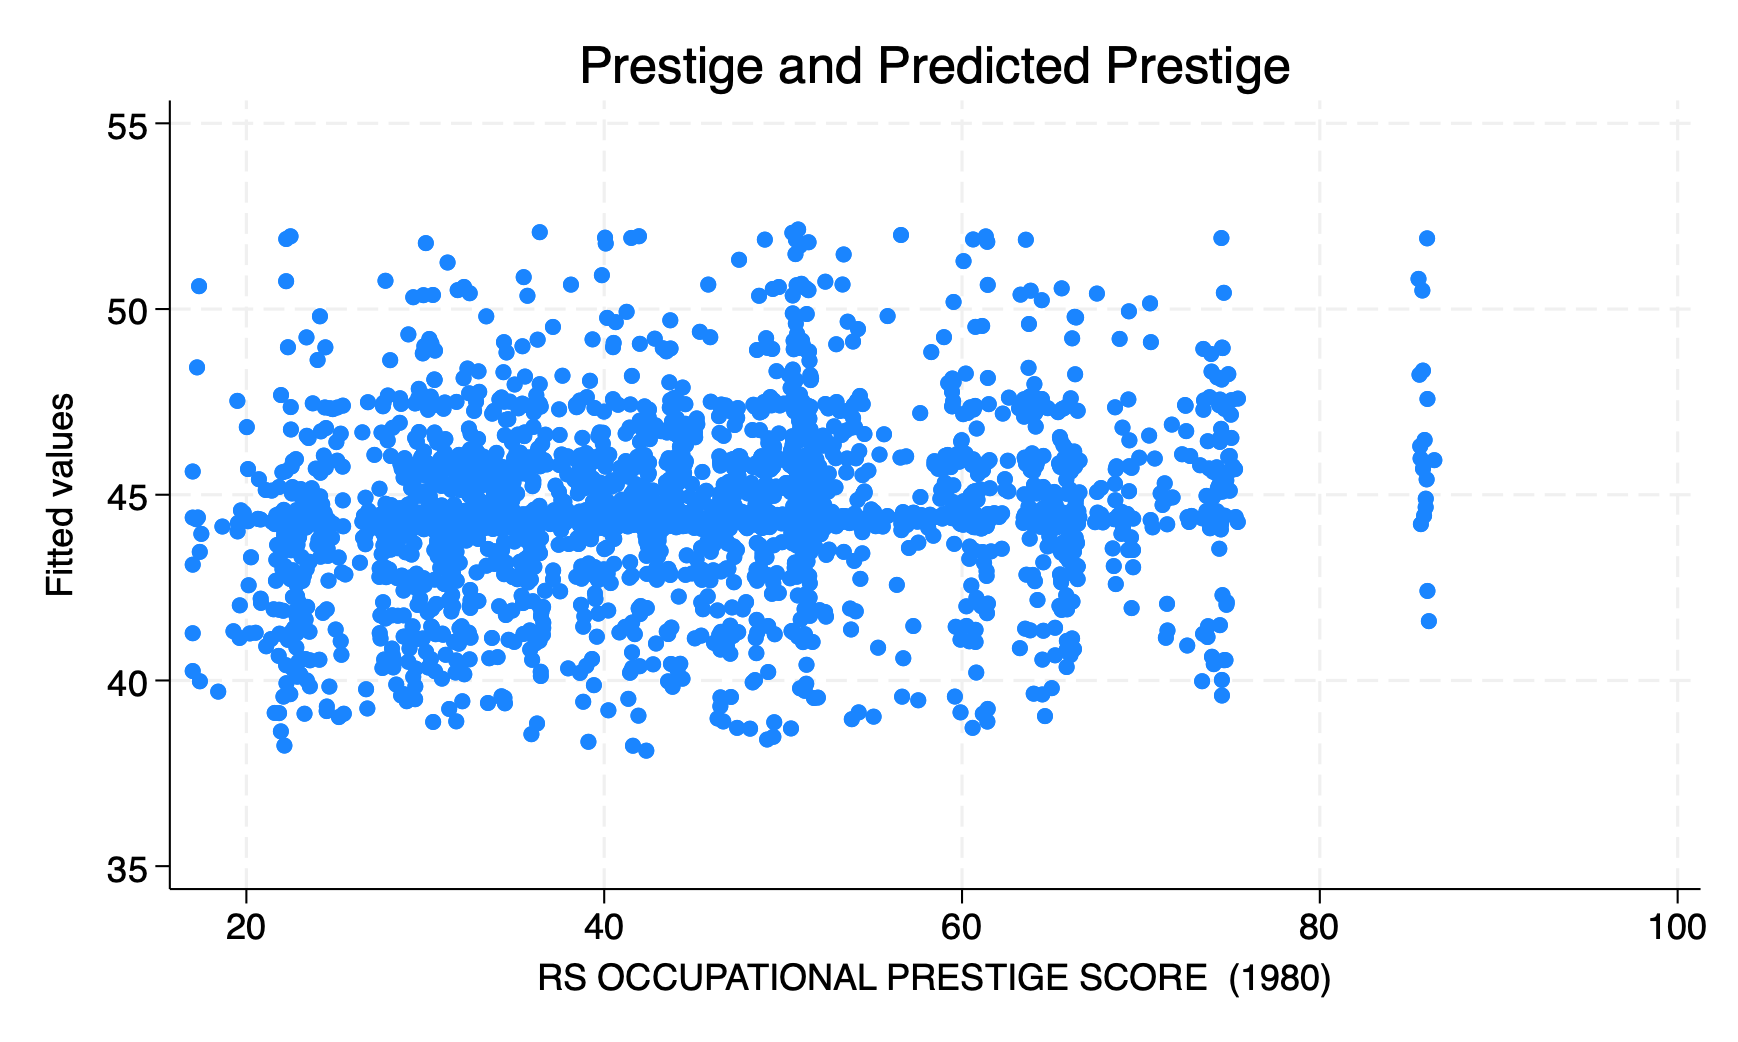 Prestige and Predicted Prestige
55
50
45
40
35
Fitted values
20 40 60 80 100
RS OCCUPATIONAL PRESTIGE SCORE (1980)